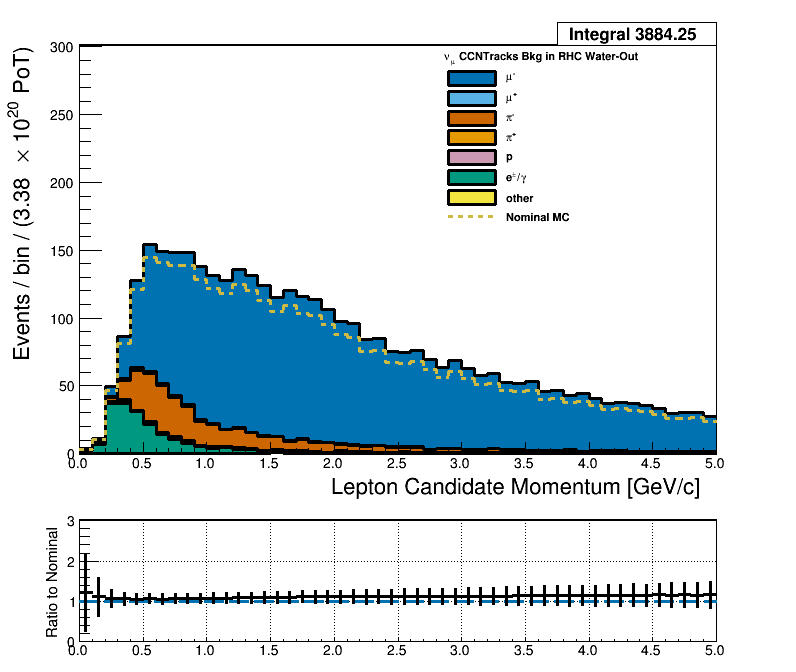 Integral 3884.25
300
250
200
150
100
50
0
Events / bin / (3.38 × 10²⁰ PoT)
ν_μ CCNTracks Bkg in RHC Water-Out
μ⁻
μ⁺
π⁻
π⁺
p
e^±/γ
other
Nominal MC
0.0 0.5 1.0 1.5 2.0 2.5 3.0 3.5 4.0 4.5 5.0
Lepton Candidate Momentum [GeV/c]
3
2
1
0
Ratio to Nominal
0.0 0.5 1.0 1.5 2.0 2.5 3.0 3.5 4.0 4.5 5.0